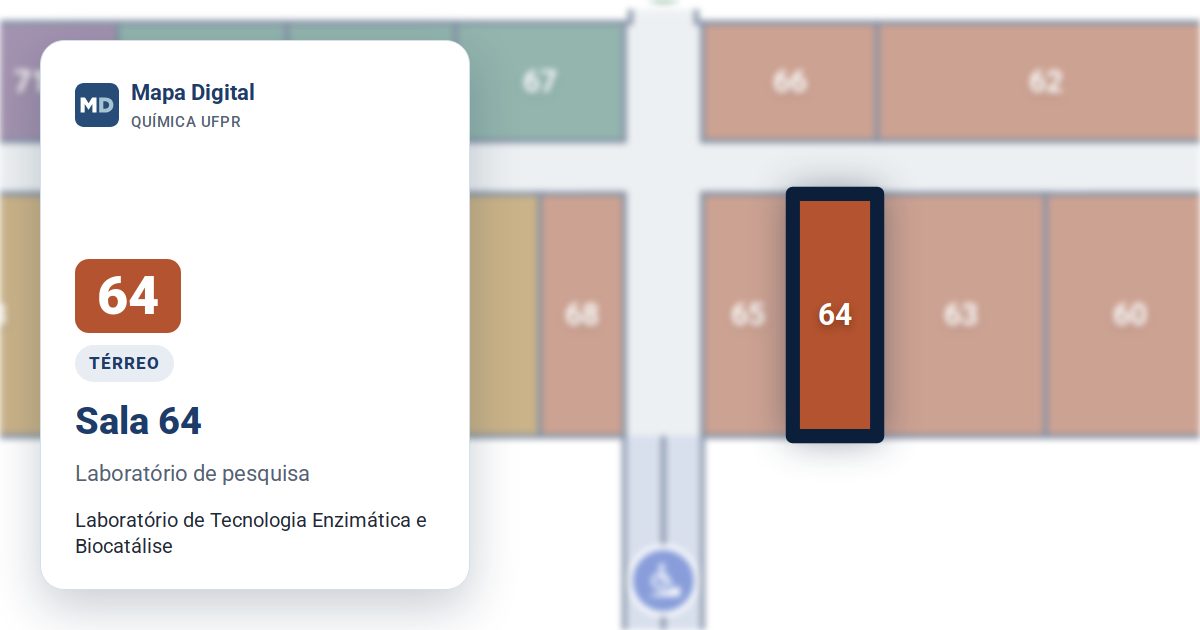 Mapa Digital
QUÍMICA UFPR
64
TÉRREO
Sala 64
Laboratório de pesquisa
Laboratório de Tecnologia Enzimática e
Biocatálise
MD
71
67
66
62
68
65
64
63
60